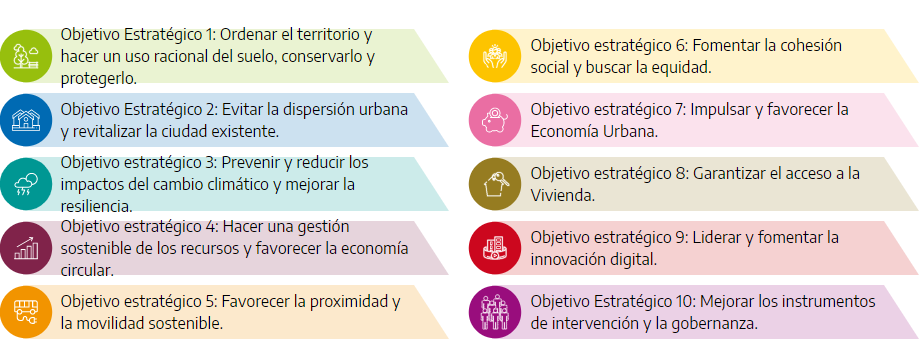 Objetivo Estratégico 1: Ordenar el territorio y
hacer un uso racional del suelo, conservarlo y
protegerlo.
Objetivo Estratégico 2: Evitar la dispersión urbana
y revitalizar la ciudad existente.
Objetivo estratégico 3: Prevenir y reducir los
impactos del cambio climático y mejorar la
resiliencia.
Objetivo estratégico 4: Hacer una gestión
sostenible de los recursos y favorecer la economía
circular.
Objetivo estratégico 5: Favorecer la proximidad y
la movilidad sostenible.
Objetivo estratégico 6: Fomentar la cohesión
social y buscar la equidad.
Objetivo estratégico 7: Impulsar y favorecer la
Economía Urbana.
Objetivo estratégico 8: Garantizar el acceso a la
Vivienda.
Objetivo estratégico 9: Liderar y fomentar la
innovación digital.
Objetivo Estratégico 10: Mejorar los instrumentos
de intervención y la gobernanza.